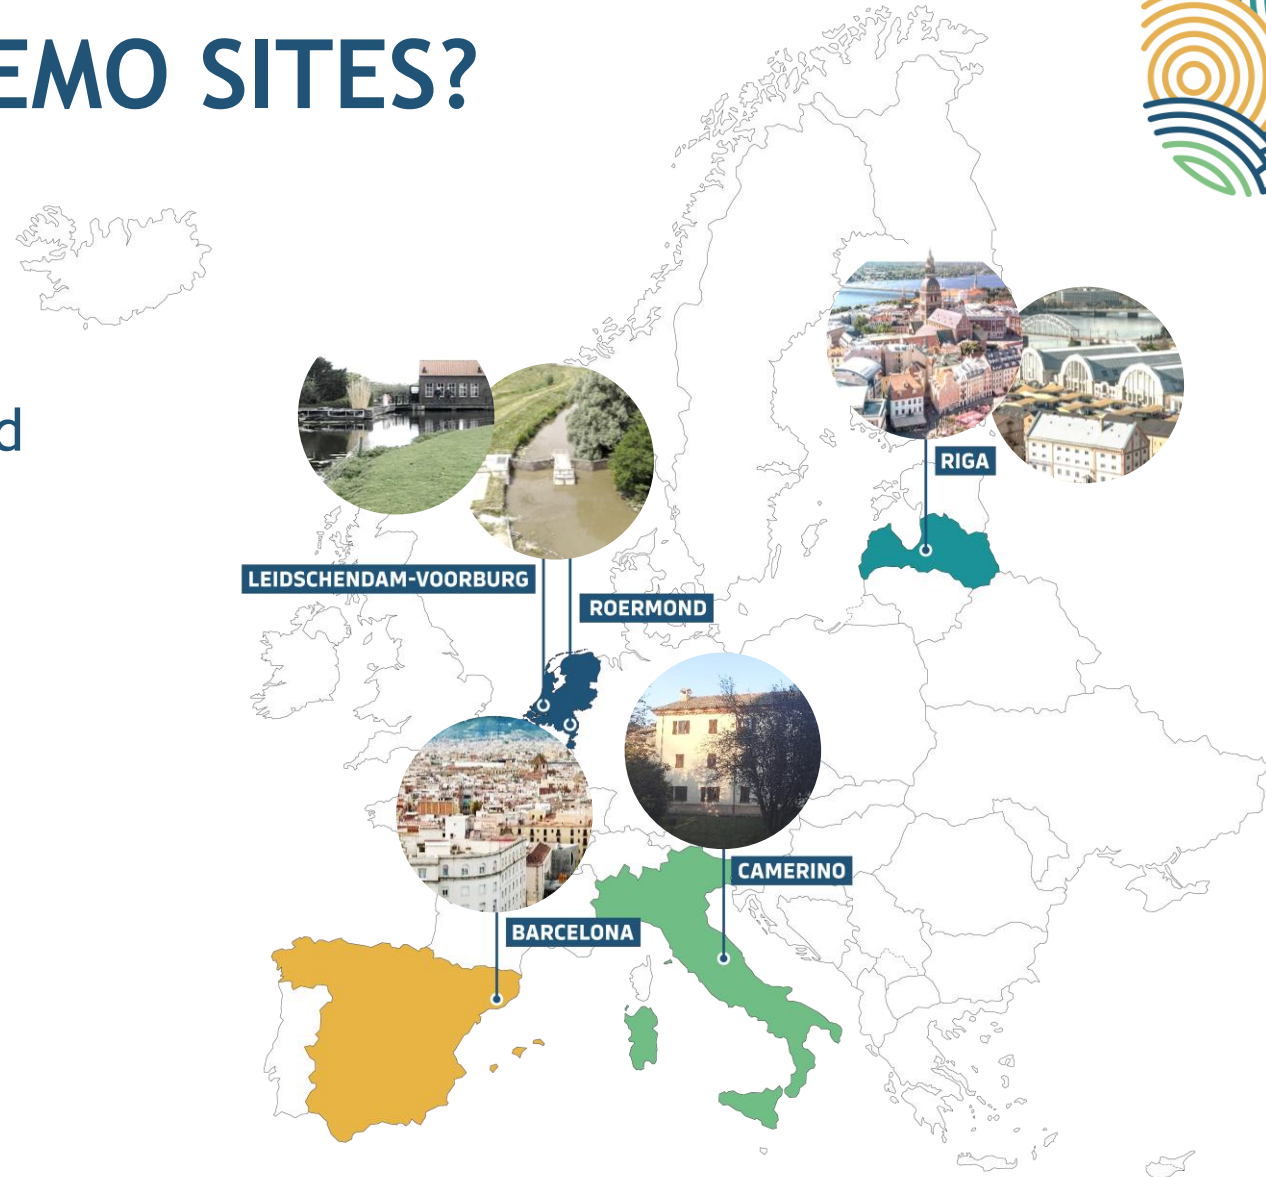 EMO SITES?
d
RIGA
LEIDSCHENDAM-VOORBURG
ROERMOND
CAMERINO
BARCELONA